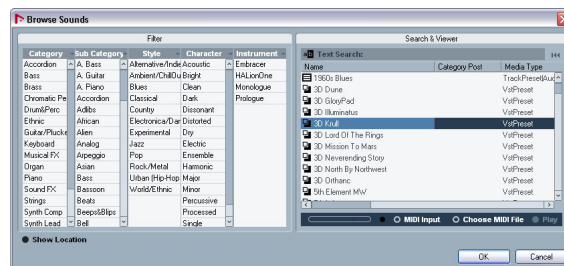 Browse Sounds
Filter
Search & Viewer
Category Sub Category Style Character Instrument
Accordion A. Bass Alternative/Indie Acoustic Embracer
Bass A. Guitar Ambient/ChillOu Bright HALionOne
Brass A. Piano Blues Clean Monologue
Chromatic Pe Accordion Classical Dark Prologue
Drum&Perc Adlibs Country Dissonant
Ethnic African Electronica/Dan Distorted
Guitar/Plucke Alien Experimental Dry
Keyboard Analog Jazz Electric
Musical FX Arpeggio Pop Ensemble
Organ Asian Rock/Metal Harmonic
Piano Bass Urban (Hip-Hop Major
Sound FX Bassoon World/Ethnic Minor
Strings Beats Percussive
Synth Comp Beeps&Blips Processed
Synth Lead Bell Single
Show Location
Text Search:
Name Category Post Media Type
1960s Blues TrackPreset|Aud
3D Dune VstPreset
3D GloryPad VstPreset
3D Illuminatus VstPreset
3D Krull VstPreset
3D Lord Of The Rings VstPreset
3D Mission To Mars VstPreset
3D Neverending Story VstPreset
3D North By Northwest VstPreset
3D Orthanc VstPreset
5th Element MW VstPreset
MIDI Input Choose MIDI File Play
OK Cancel